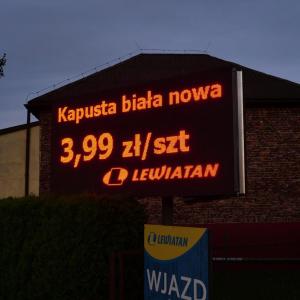 Kapusta biała nowa
3,99 zł/szt
LEWIATAN
LEWIATAN
WJAZD